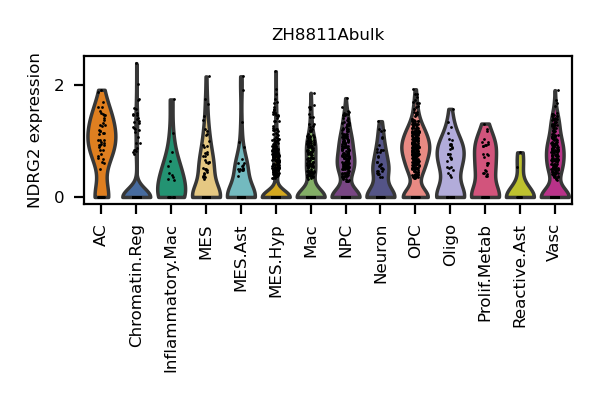 ZH8811Abulk
NDRG2 expression
2
0
AC
Chromatin.Reg
Inflammatory.Mac
MES
MES.Ast
MES.Hyp
Mac
NPC
Neuron
OPC
Oligo
Prolif.Metab
Reactive.Ast
Vasc